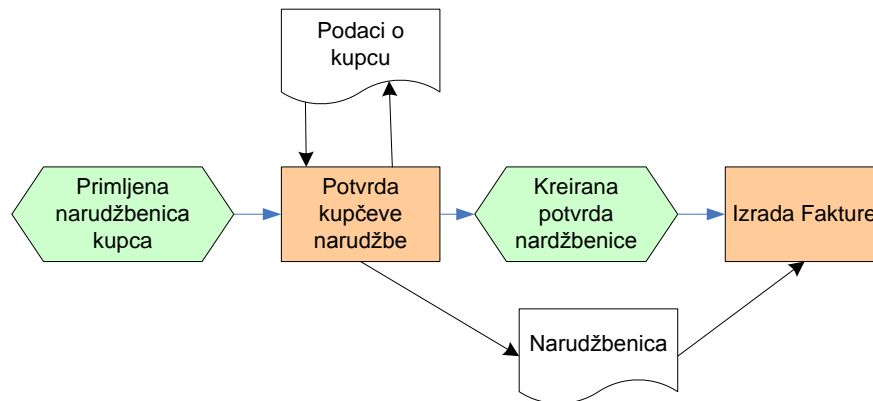 Podaci o
kupcu
Primljena
narudžbenica
kupca
Potvrda
kupčeve
narudžbe
Kreirana
potvrda
nardžbenice
Izrada Fakture
Narudžbenica